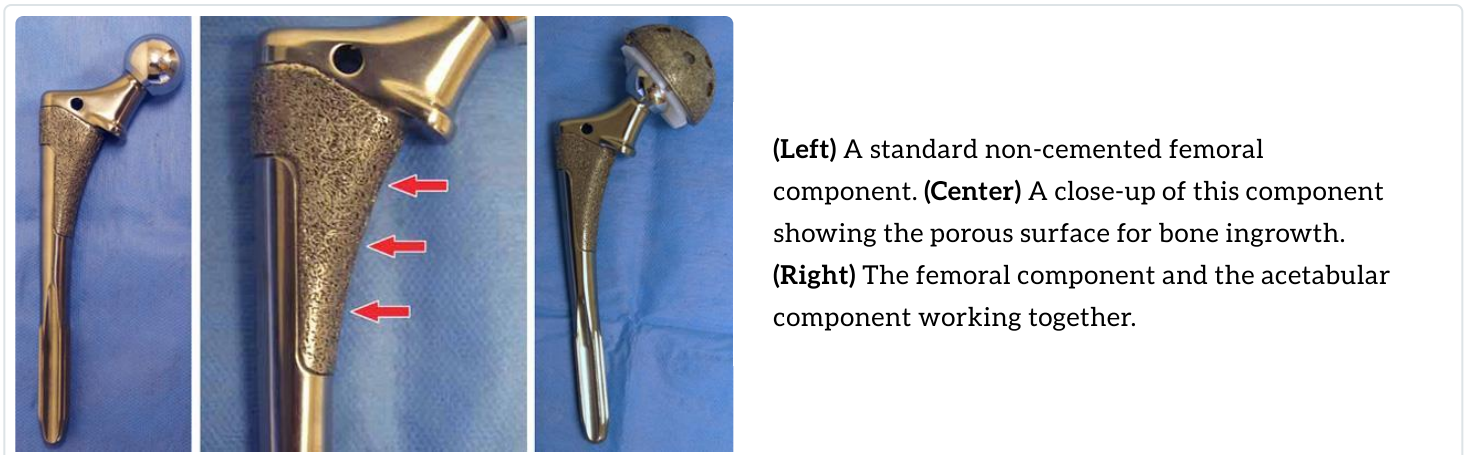 (Left) A standard non-cemented femoral
component. (Center) A close-up of this component
showing the porous surface for bone ingrowth.
(Right) The femoral component and the acetabular
component working together.